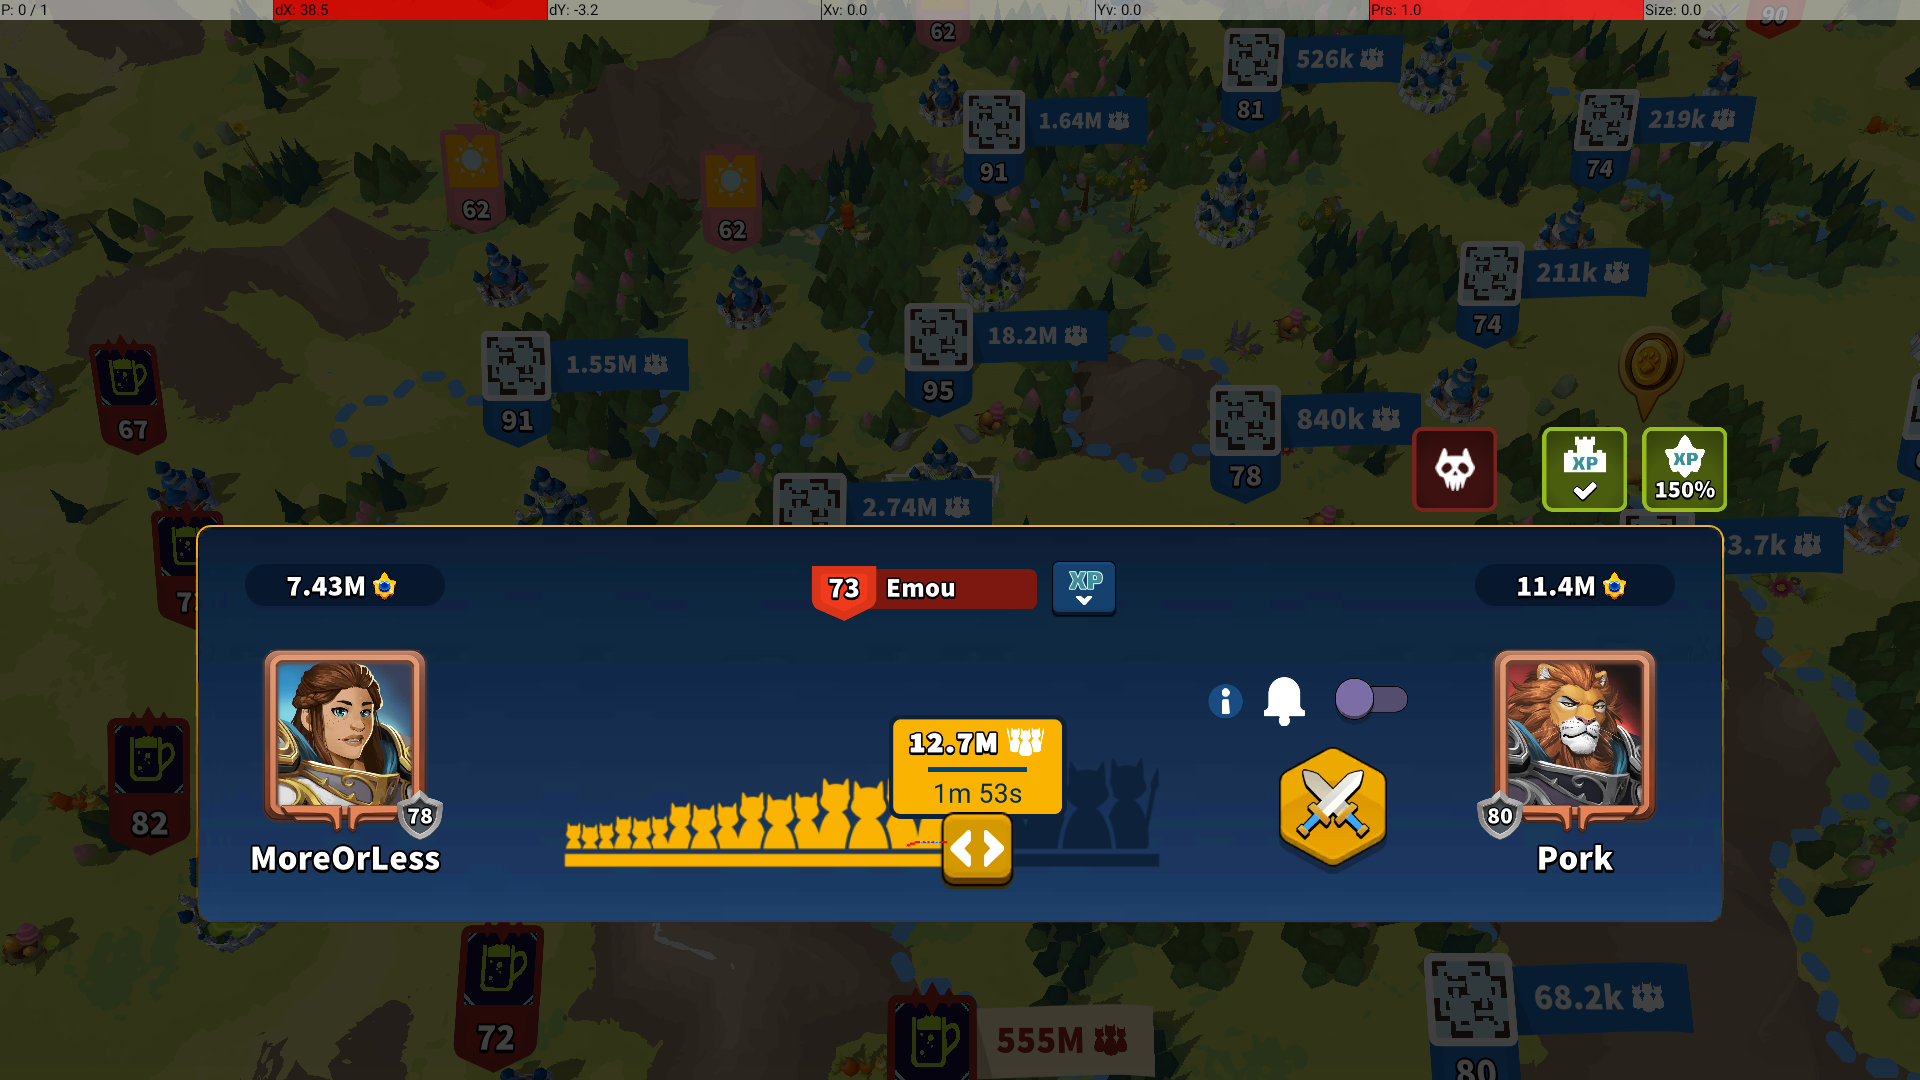 P: 0 / 1
dX: 38.5
dY: -3.2
Xv: 0.0
Yv: 0.0
Prs: 1.0
Size: 0.0
62
90
526k
81
1.64M
91
219k
74
62
62
211k
74
18.2M
95
1.55M
91
67
840k
78
XP
XP
150%
2.74M
3.7k
7.43M
73
Emou
XP
11.4M
82
12.7M
1m 53s
78
80
MoreOrLess
Pork
72
555M
68.2k
80